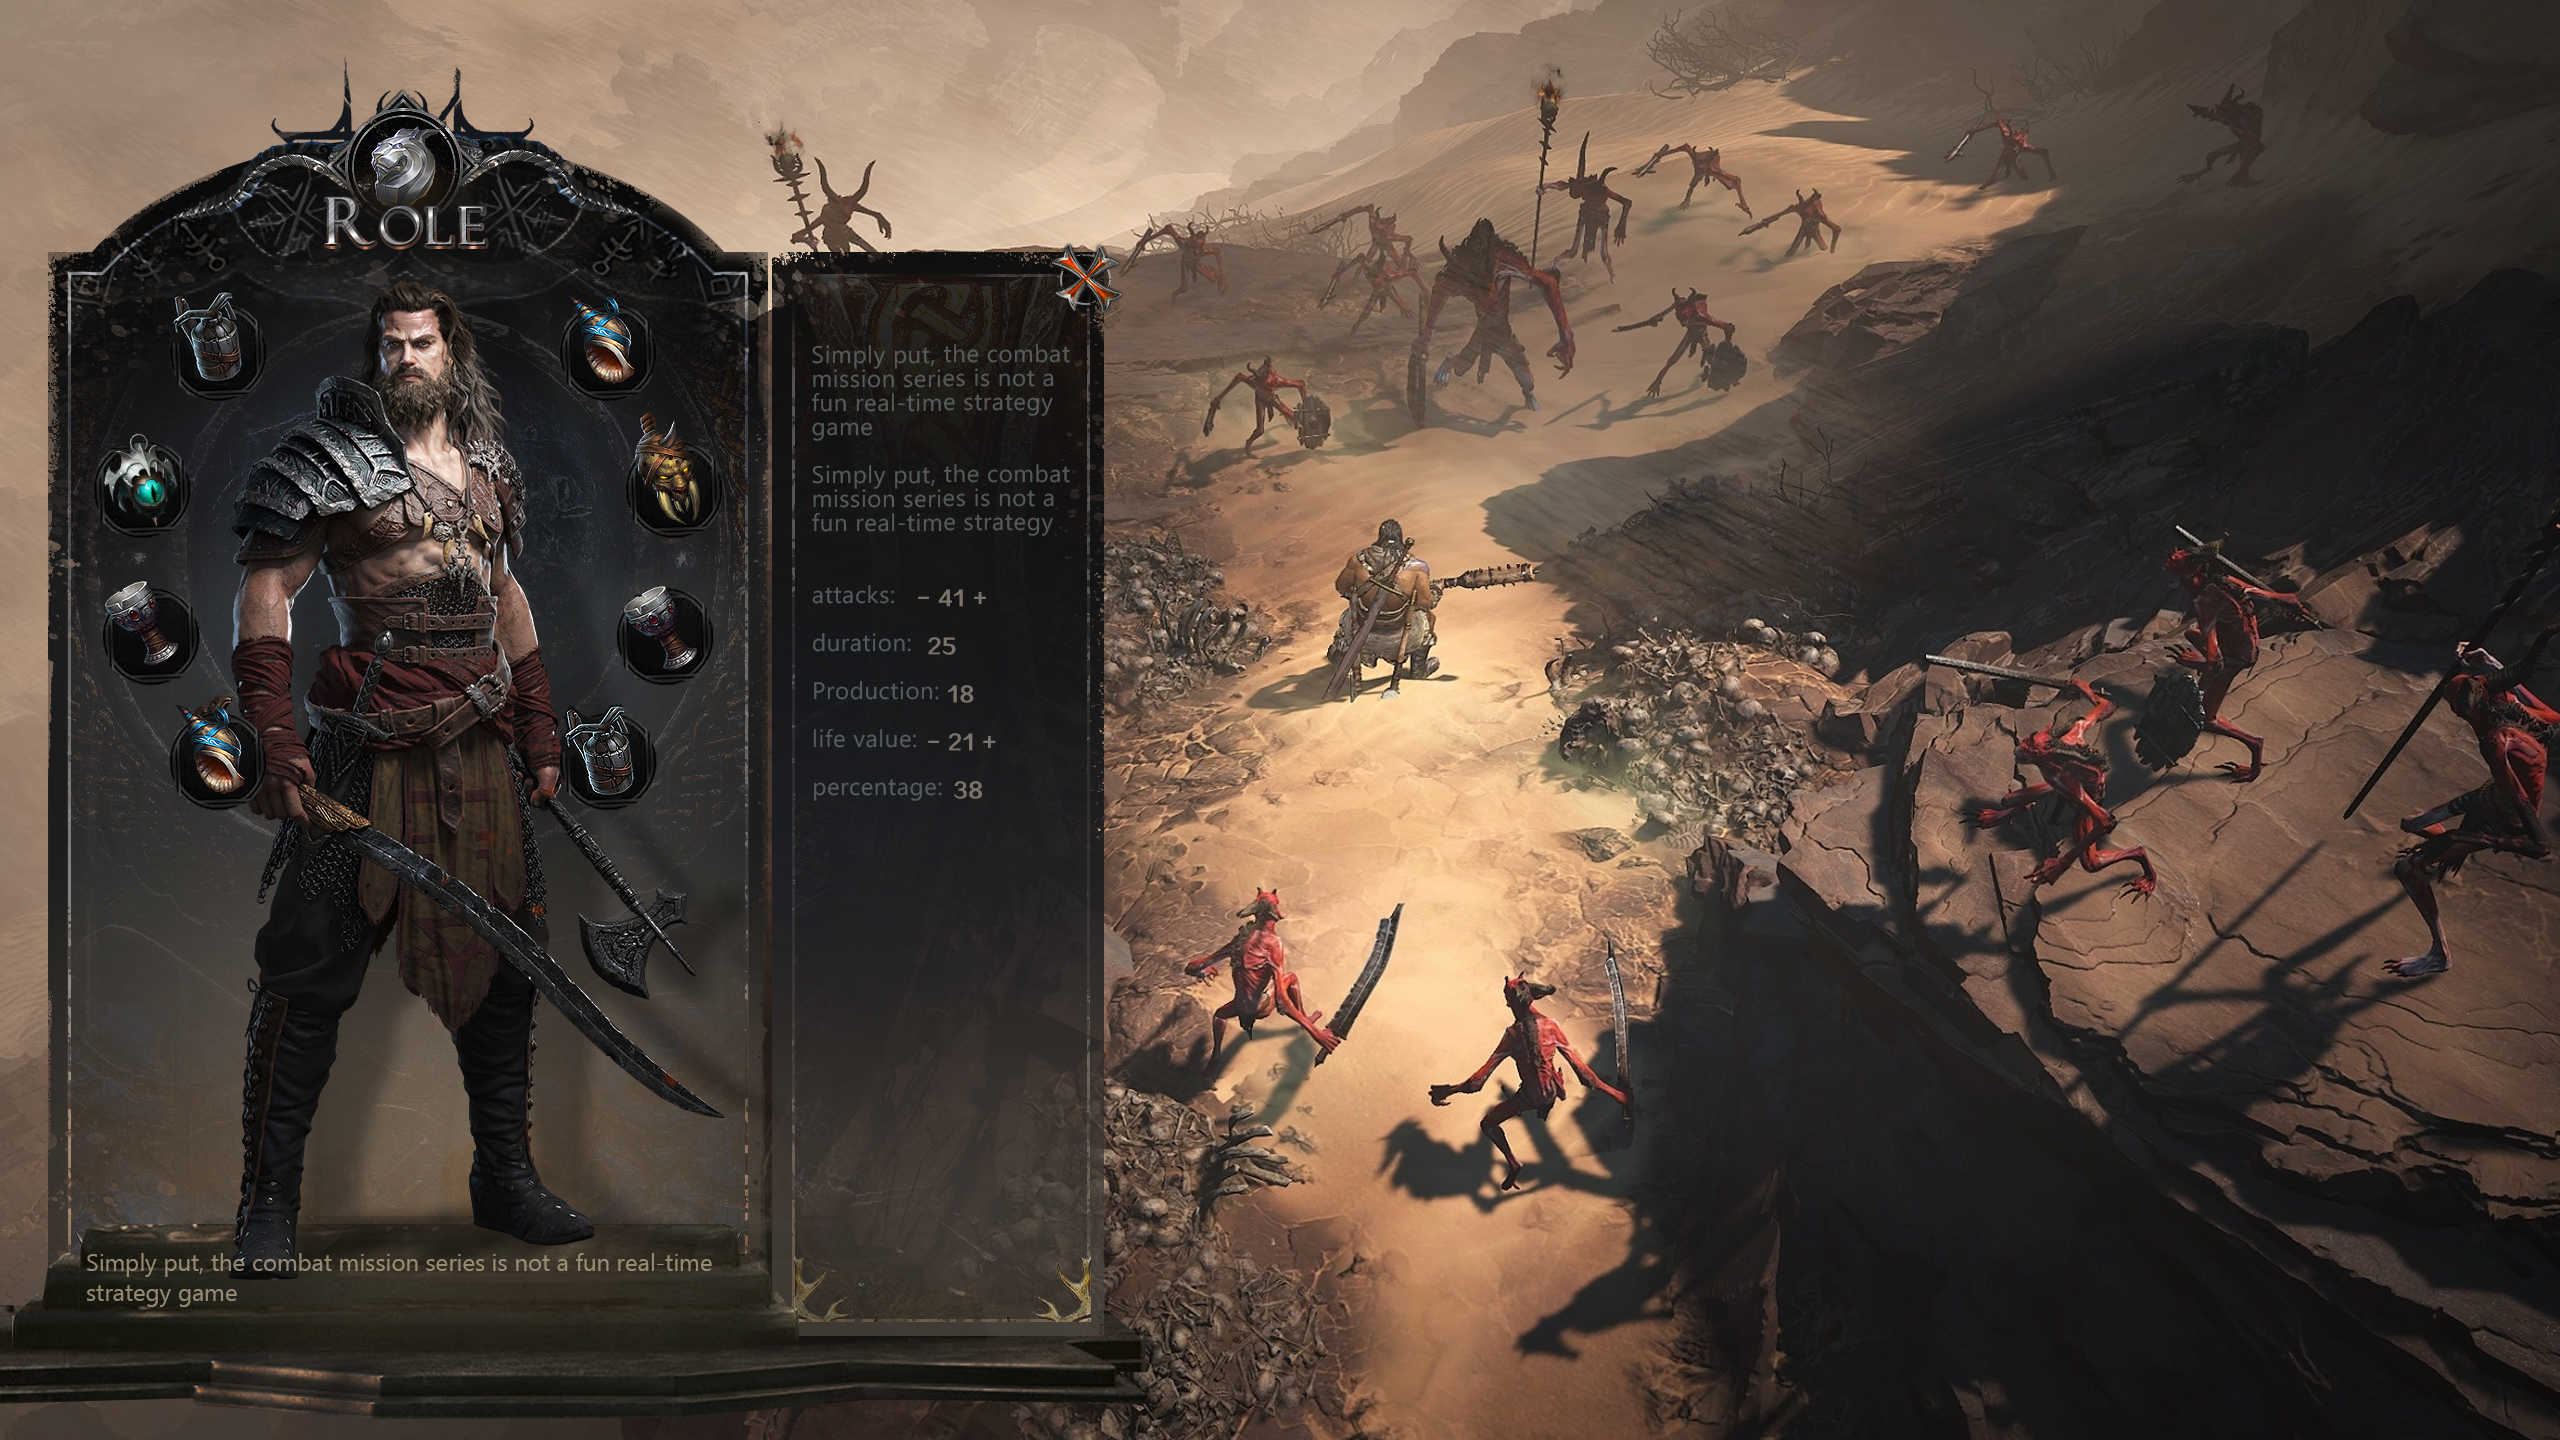 ROLE
Simply put, the combat
mission series is not a
fun real-time strategy
game
Simply put, the combat
mission series is not a
fun real-time strategy
attacks: - 41 +
duration: 25
Production: 18
life value: - 21 +
percentage: 38
Simply put, the combat mission series is not a fun real-time
strategy game